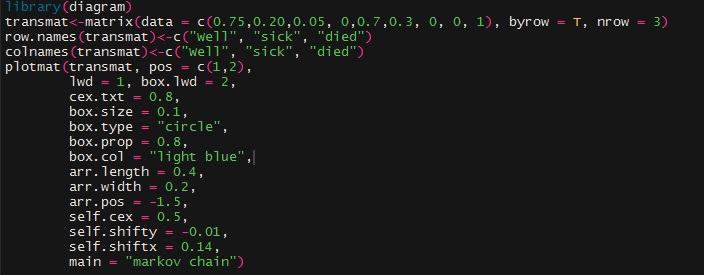 library(diagram)
transmat<-matrix(data = c(0.75,0.20,0.05, 0,0.7,0.3, 0, 0, 1), byrow = T, nrow = 3)
row.names(transmat)<-c("well", "sick", "died")
colnames(transmat)<-c("well", "sick", "died")
plotmat(transmat, pos = c(1,2),
        lwd = 1, box.lwd = 2,
        cex.txt = 0.8,
        box.size = 0.1,
        box.type = "circle",
        box.prop = 0.8,
        box.col = "light blue",
        arr.length = 0.4,
        arr.width = 0.2,
        arr.pos = -1.5,
        self.cex = 0.5,
        self.shifty = -0.01,
        self.shiftx = 0.14,
        main = "markov chain")